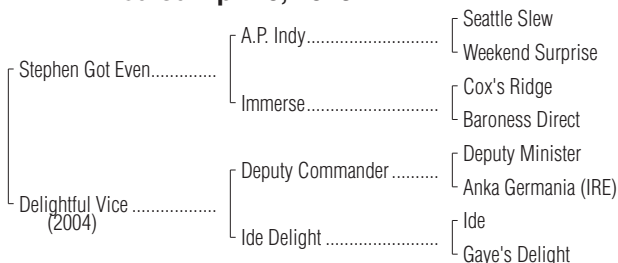 Seattle Slew
A.P. Indy..............................
Weekend Surprise
Stephen Got Even...............
Cox's Ridge
Immerse..............................
Baroness Direct
Deputy Minister
Deputy Commander ..........
Anka Germania (IRE)
Delightful Vice ..................
(2004)
Ide
Ide Delight .........................
Gaye's Delight